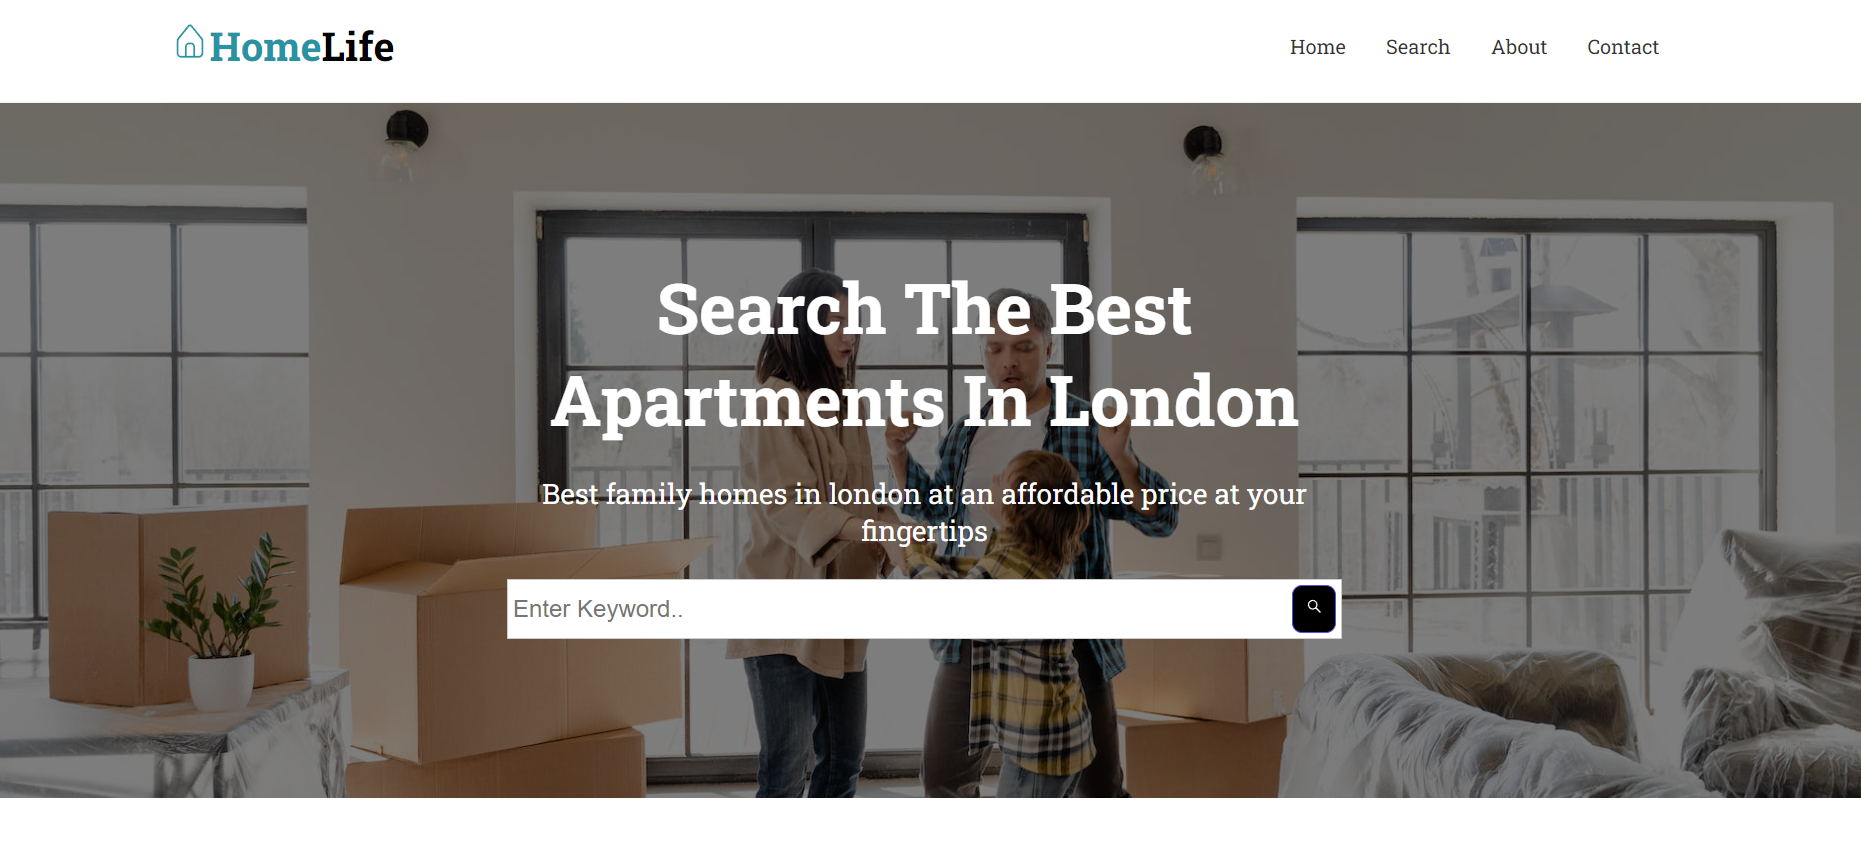 HomeLife
Home Search About Contact
Search The Best
Apartments In London
Best family homes in london at an affordable price at your
fingertips
Enter Keyword..